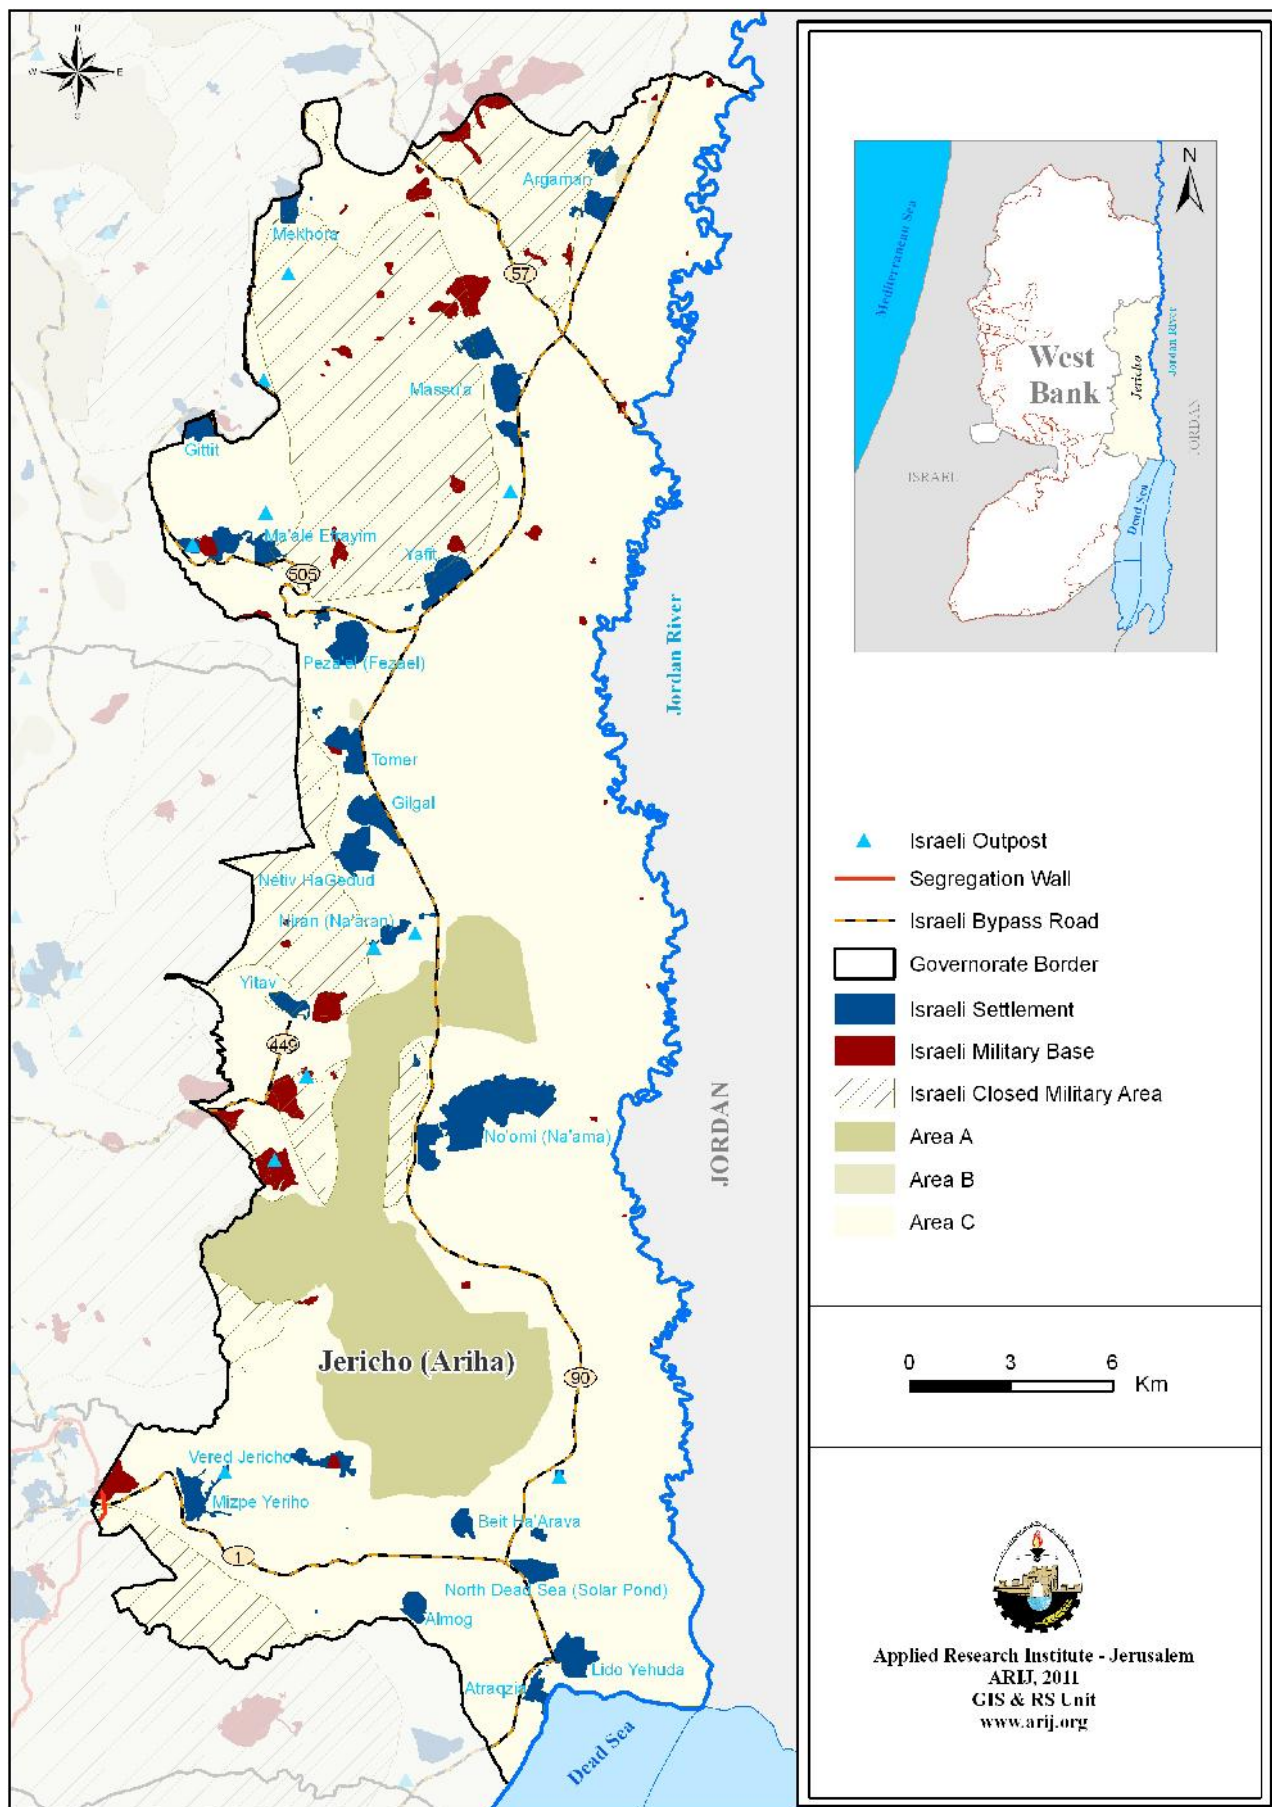 N
W
E
S
Argaman
Mekhora
57
Massu'a
Gittit
Ma'ale Efrayim
Yafit
505
Peza'el (Fezael)
Jordan River
Tomer
Gilgal
Netiv HaGedud
Niran (Na'aran)
Yitav
449
No'omi (Na'ama)
JORDAN
Jericho (Ariha)
90
Vered Jericho
Mizpe Yeriho
Beit Ha'Arava
1
North Dead Sea (Solar Pond)
Almog
Lido Yehuda
Atraqzia
Dead Sea
N
Mediterranean Sea
West
Bank
Jericho
Jordan River
JORDAN
ISRAEL
Dead Sea
Israeli Outpost
Segregation Wall
Israeli Bypass Road
Governorate Border
Israeli Settlement
Israeli Military Base
Israeli Closed Military Area
Area A
Area B
Area C
0 3 6
Km
Applied Research Institute - Jerusalem
ARIJ, 2011
GIS & RS Unit
www.arij.org